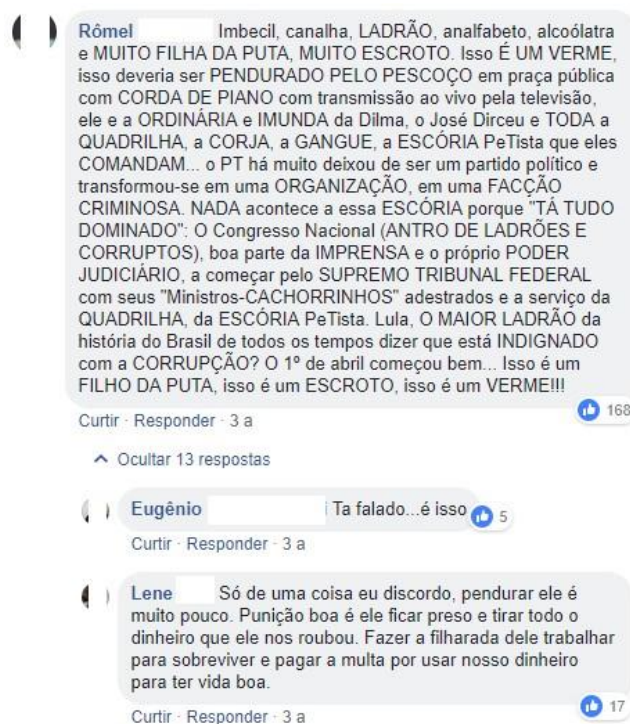 Rômel Imbecil, canalha, LADRÃO, analfabeto, alcoólatra
e MUITO FILHA DA PUTA, MUITO ESCROTO. Isso É UM VERME,
isso deveria ser PENDURADO PELO PESCOÇO em praça pública
com CORDA DE PIANO com transmissão ao vivo pela televisão,
ele e a ORDINÁRIA e IMUNDA da Dilma, o José Dirceu e TODA a
QUADRILHA, a CORJA, a GANGUE, a ESCÓRIA PeTista que eles
COMANDAM... o PT há muito deixou de ser um partido político e
transformou-se em uma ORGANIZAÇÃO, em uma FACÇÃO
CRIMINOSA. NADA acontece a essa ESCÓRIA porque "TÁ TUDO
DOMINADO": O Congresso Nacional (ANTRO DE LADRÕES E
CORRUPTOS), boa parte da IMPRENSA e o próprio PODER
JUDICIÁRIO, a começar pelo SUPREMO TRIBUNAL FEDERAL
com seus "Ministros-CACHORRINHOS" adestrados e a serviço da
QUADRILHA, da ESCÓRIA PeTista. Lula, O MAIOR LADRÃO da
história do Brasil de todos os tempos dizer que está INDIGNADO
com a CORRUPÇÃO? O 1º de abril começou bem... Isso é um
FILHO DA PUTA, isso é um ESCROTO, isso é um VERME!!!
168
Curtir · Responder · 3 a
Ocultar 13 respostas
Eugênio Ta falado...é isso
5
Curtir · Responder · 3 a
Lene Só de uma coisa eu discordo, pendurar ele é
muito pouco. Punição boa é ele ficar preso e tirar todo o
dinheiro que ele nos roubou. Fazer a filharada dele trabalhar
para sobreviver e pagar a multa por usar nosso dinheiro
para ter vida boa.
17
Curtir · Responder · 3 a